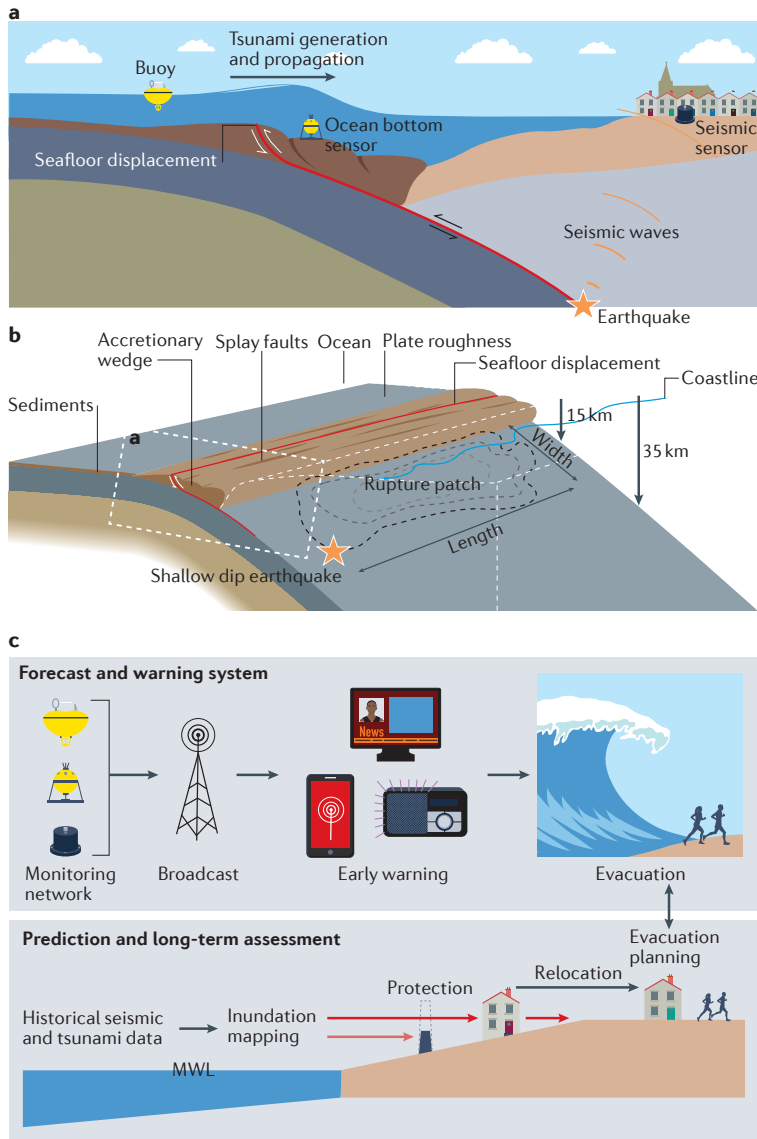 a
Tsunami generation
and propagation
Buoy
Ocean bottom
sensor
Seismic
sensor
Seafloor displacement
Seismic waves
Earthquake
b
Accretionary
wedge
Splay faults
Ocean
Plate roughness
Seafloor displacement
Coastline
Sediments
a
15 km
35 km
Width
Rupture patch
Length
Shallow dip earthquake
c
Forecast and warning system
News
Monitoring
network
Broadcast
Early warning
Evacuation
Prediction and long-term assessment
Evacuation
planning
Relocation
Protection
Historical seismic
and tsunami data
Inundation
mapping
MWL